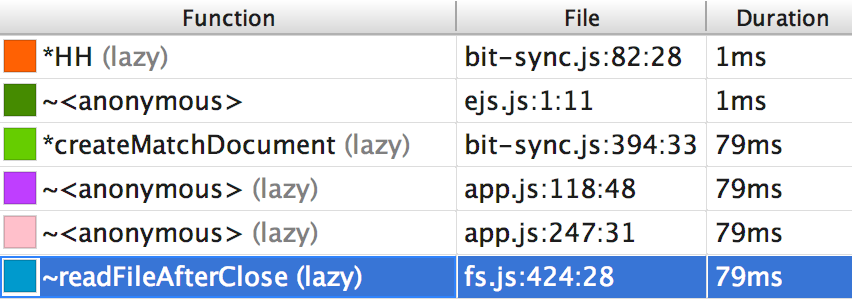 Function File Duration
*HH (lazy) bit-sync.js:82:28 1ms
~<anonymous> ejs.js:1:11 1ms
*createMatchDocument (lazy) bit-sync.js:394:33 79ms
~<anonymous> (lazy) app.js:118:48 79ms
~<anonymous> (lazy) app.js:247:31 79ms
~readFileAfterClose (lazy) fs.js:424:28 79ms